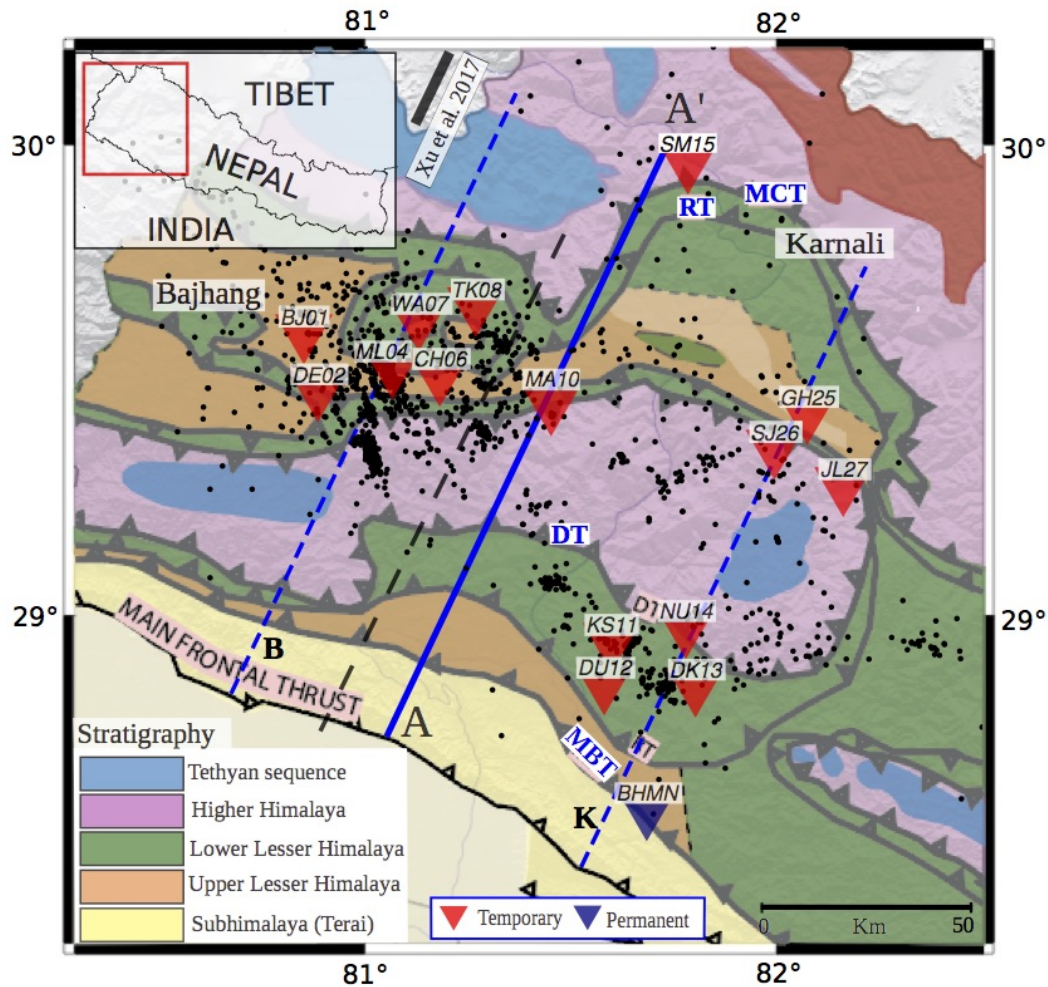 81°
82°
TIBET
NEPAL
INDIA
Xu et al. 2017
A'
30°
30°
SM15
RT
MCT
Karnali
Bajhang
BJ01
WA07
TK08
DE02
ML04
CH06
MA10
GH25
SJ26
JL27
DT
29°
29°
KS11
NU14
DU12
DK13
MAIN FRONTAL THRUST
B
A
MBT
BHMN
K
Stratigraphy
Tethyan sequence
Higher Himalaya
Lower Lesser Himalaya
Upper Lesser Himalaya
Subhimalaya (Terai)
Temporary
Permanent
0 Km 50
81°
82°